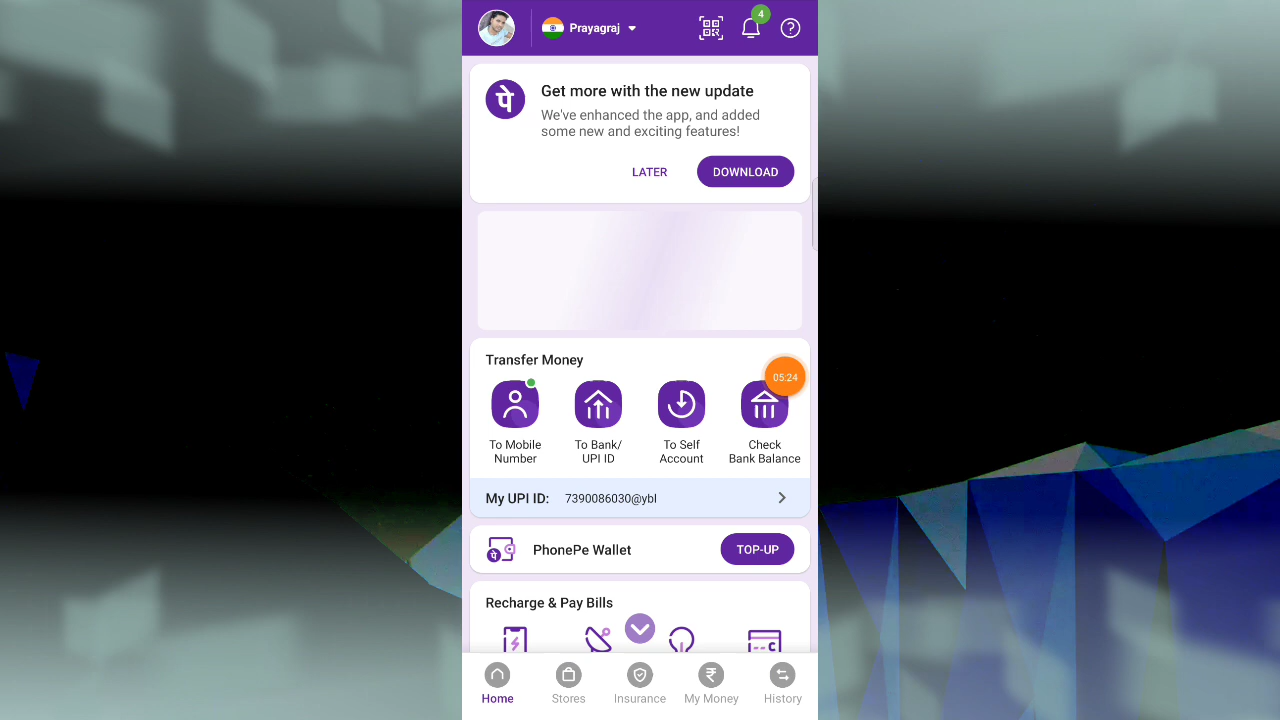 4
Prayagraj
पे
Get more with the new update
We've enhanced the app, and added
some new and exciting features!
LATER
DOWNLOAD
Transfer Money
05:24
To Mobile
Number
To Bank/
UPI ID
To Self
Account
Check
Bank Balance
My UPI ID: 7390086030@ybl
पे
PhonePe Wallet
TOP-UP
Recharge & Pay Bills
C
Home
Stores
Insurance
₹
My Money
History